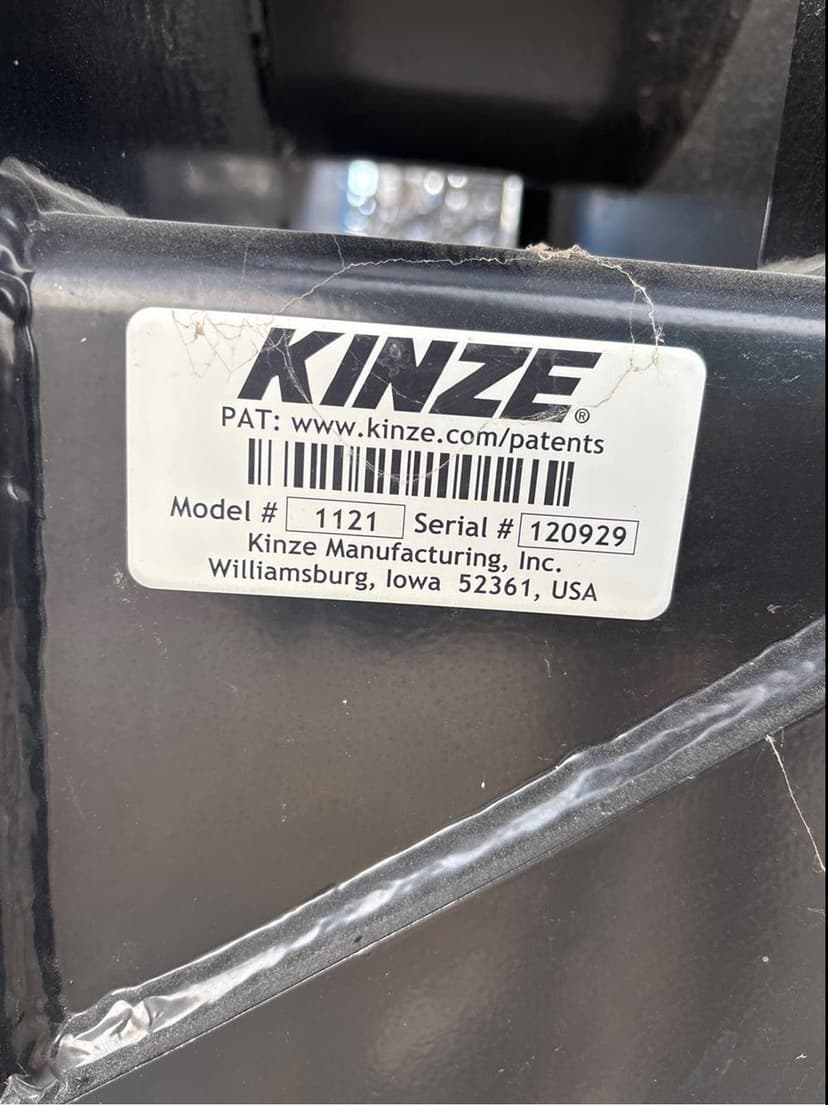 KINZE®
PAT: www.kinze.com/patents
Model # 1121 Serial # 120929
Kinze Manufacturing, Inc.
Williamsburg, Iowa 52361, USA